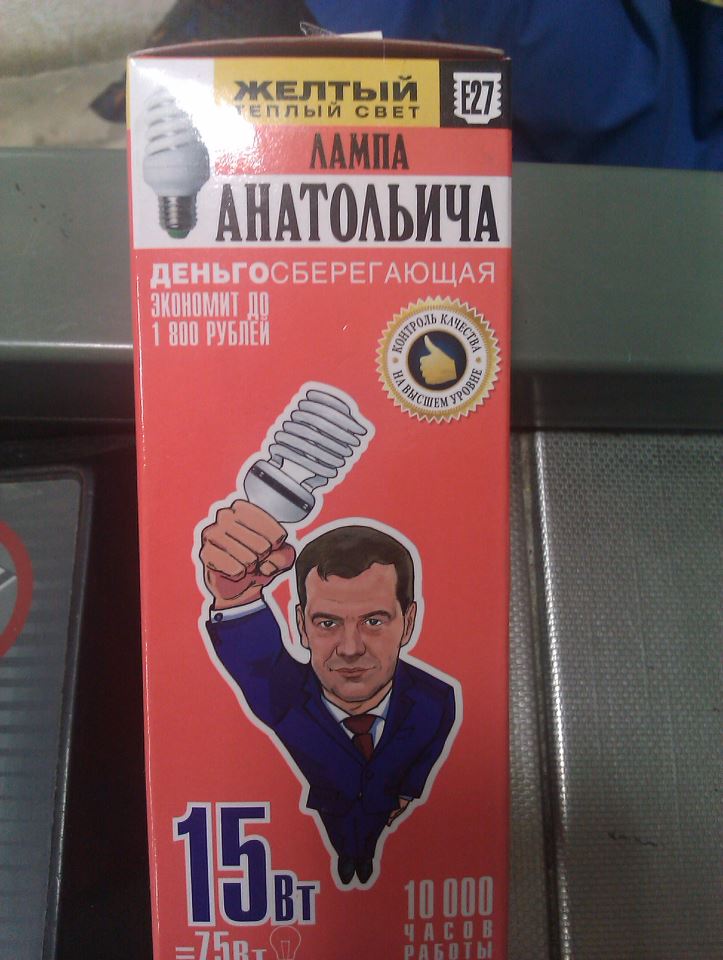 ЖЕЛТЫЙ
ТЕПЛЫЙ СВЕТ
E27
ЛАМПА
АНАТОЛЬИЧА
ДЕНЬГОСБЕРЕГАЮЩАЯ
ЭКОНОМИТ ДО
1 800 РУБЛЕЙ
КОНТРОЛЬ КАЧЕСТВА
НА ВЫСШЕМ УРОВНЕ
15Вт
=75Вт
10 000
ЧАСОВ
РАБОТЫ